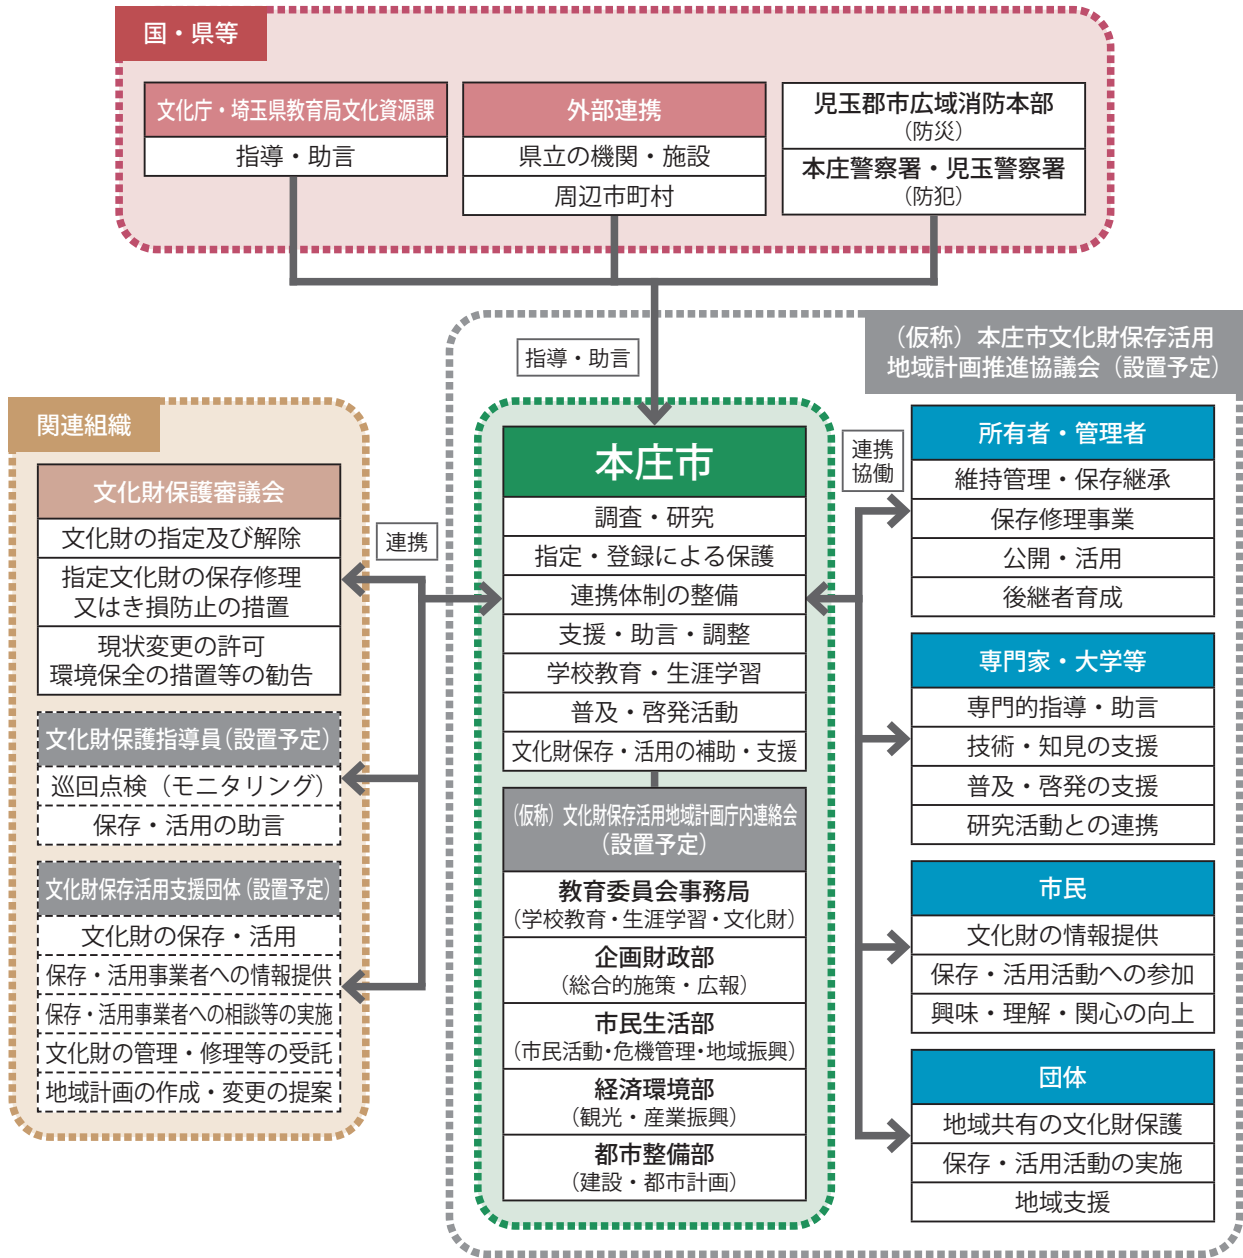 国・県等
文化庁・埼玉県教育局文化資源課
指導・助言
外部連携
県立の機関・施設
周辺市町村
児玉郡市広域消防本部
（防災）
本庄警察署・児玉警察署
（防犯）
（仮称）本庄市文化財保存活用
地域計画推進協議会（設置予定）
指導・助言
関連組織
文化財保護審議会
文化財の指定及び解除
指定文化財の保存修理
又はき損防止の措置
現状変更の許可
環境保全の措置等の勧告
文化財保護指導員（設置予定）
巡回点検（モニタリング）
保存・活用の助言
文化財保存活用支援団体（設置予定）
文化財の保存・活用
保存・活用事業者への情報提供
保存・活用事業者への相談等の実施
文化財の管理・修理等の受託
地域計画の作成・変更の提案
連携
本庄市
調査・研究
指定・登録による保護
連携体制の整備
支援・助言・調整
学校教育・生涯学習
普及・啓発活動
文化財保存・活用の補助・支援
（仮称）文化財保存活用地域計画庁内連絡会
（設置予定）
教育委員会事務局
（学校教育・生涯学習・文化財）
企画財政部
（総合的施策・広報）
市民生活部
（市民活動・危機管理・地域振興）
経済環境部
（観光・産業振興）
都市整備部
（建設・都市計画）
連携
協働
所有者・管理者
維持管理・保存継承
保存修理事業
公開・活用
後継者育成
専門家・大学等
専門的指導・助言
技術・知見の支援
普及・啓発の支援
研究活動との連携
市民
文化財の情報提供
保存・活用活動への参加
興味・理解・関心の向上
団体
地域共有の文化財保護
保存・活用活動の実施
地域支援